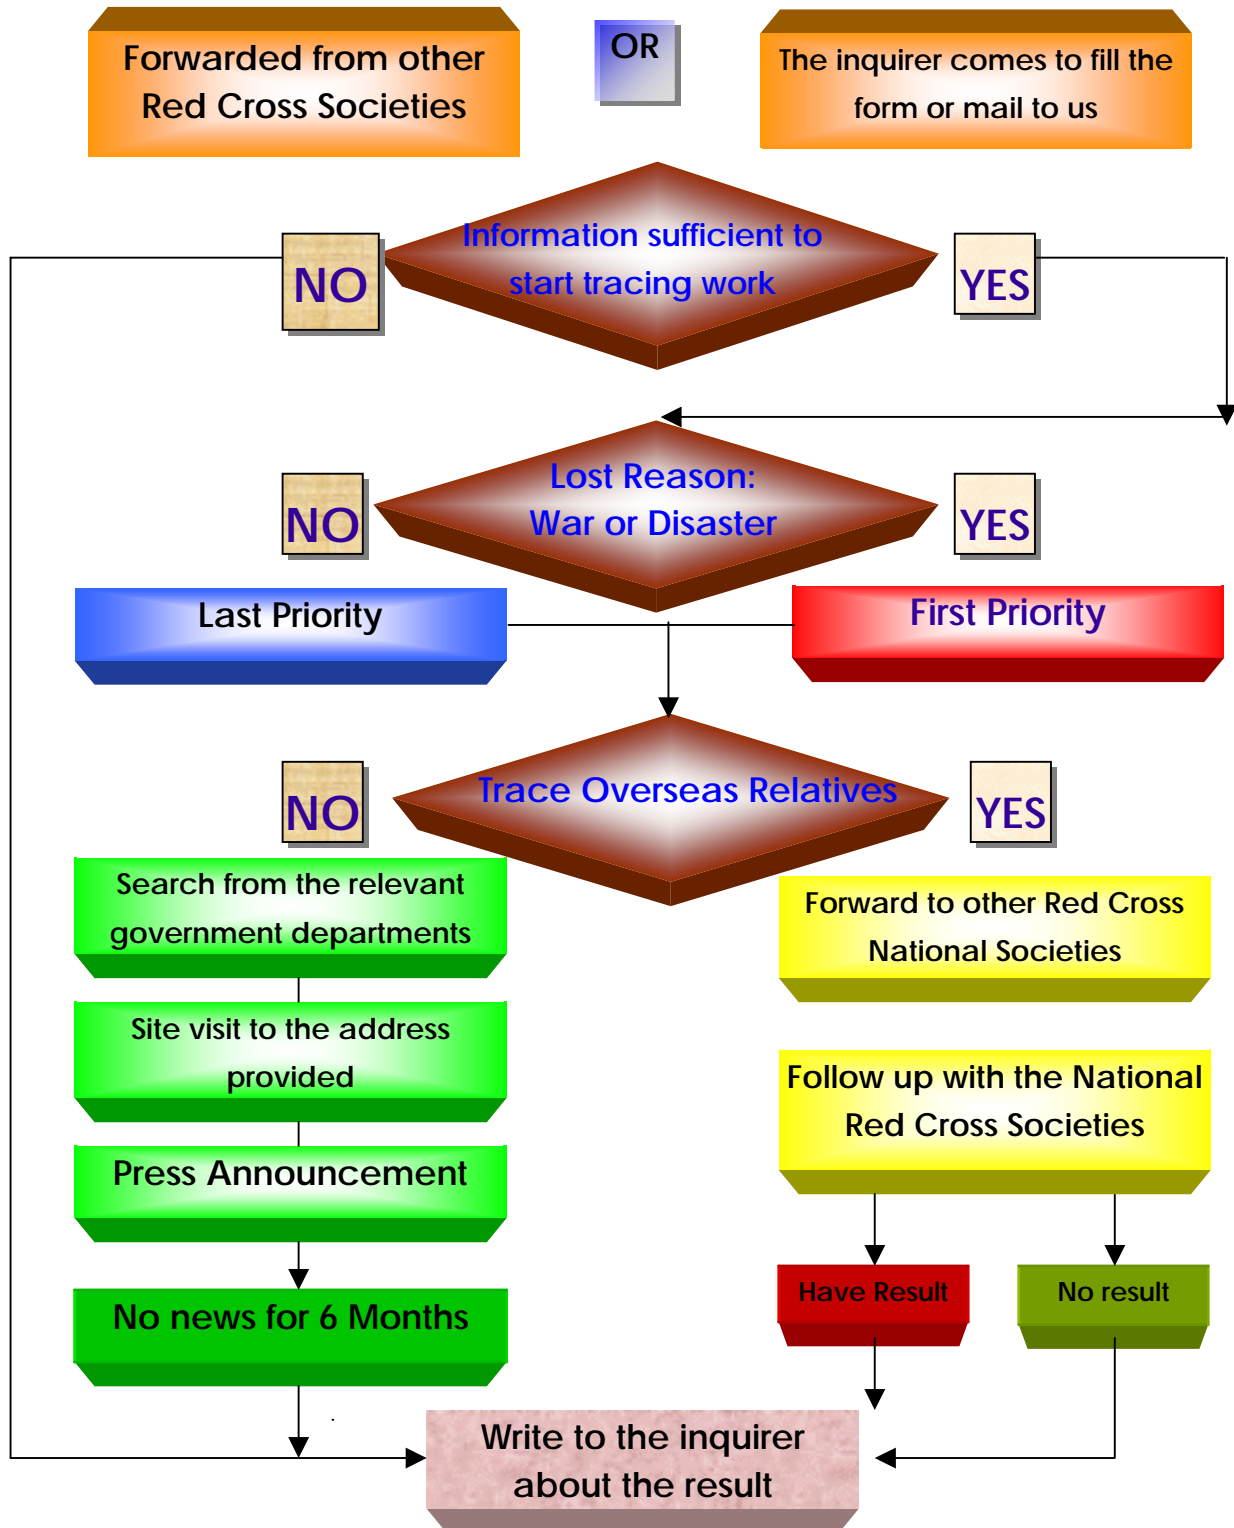 Forwarded from other
Red Cross Societies
OR
The inquirer comes to fill the
form or mail to us
Information sufficient to
start tracing work
NO
YES
Lost Reason:
War or Disaster
NO
YES
Last Priority
First Priority
Trace Overseas Relatives
NO
YES
Search from the relevant
government departments
Site visit to the address
provided
Press Announcement
No news for 6 Months
Forward to other Red Cross
National Societies
Follow up with the National
Red Cross Societies
Have Result
No result
Write to the inquirer
about the result